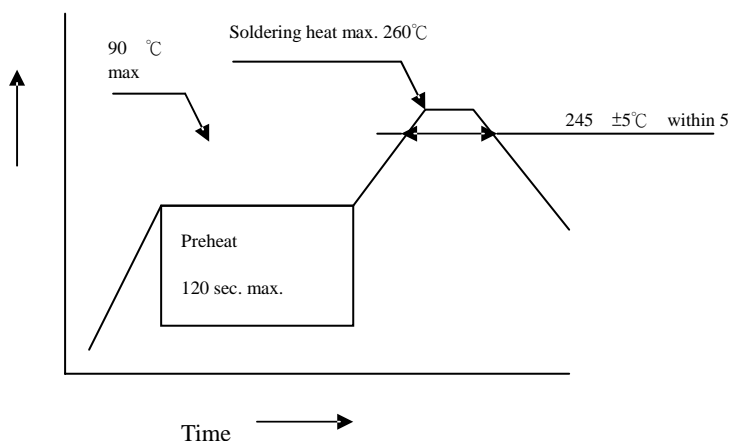 Soldering heat max. 260℃
90 ℃
max
245 ±5℃ within 5
Preheat
120 sec. max.
Time